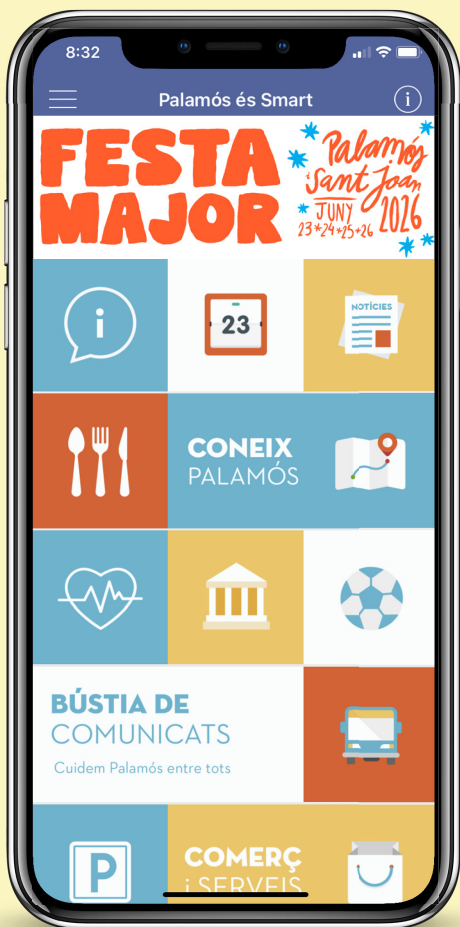 8:32
Palamós és Smart
i
FESTA
MAJOR
Palamós
i Sant Joan
JUNY
23*24*25*26
2026
i
23
NOTÍCIES
CONEIX
PALAMÓS
BÚSTIA DE
COMUNICATS
Cuidem Palamós entre tots
P
COMERÇ
i SERVEIS